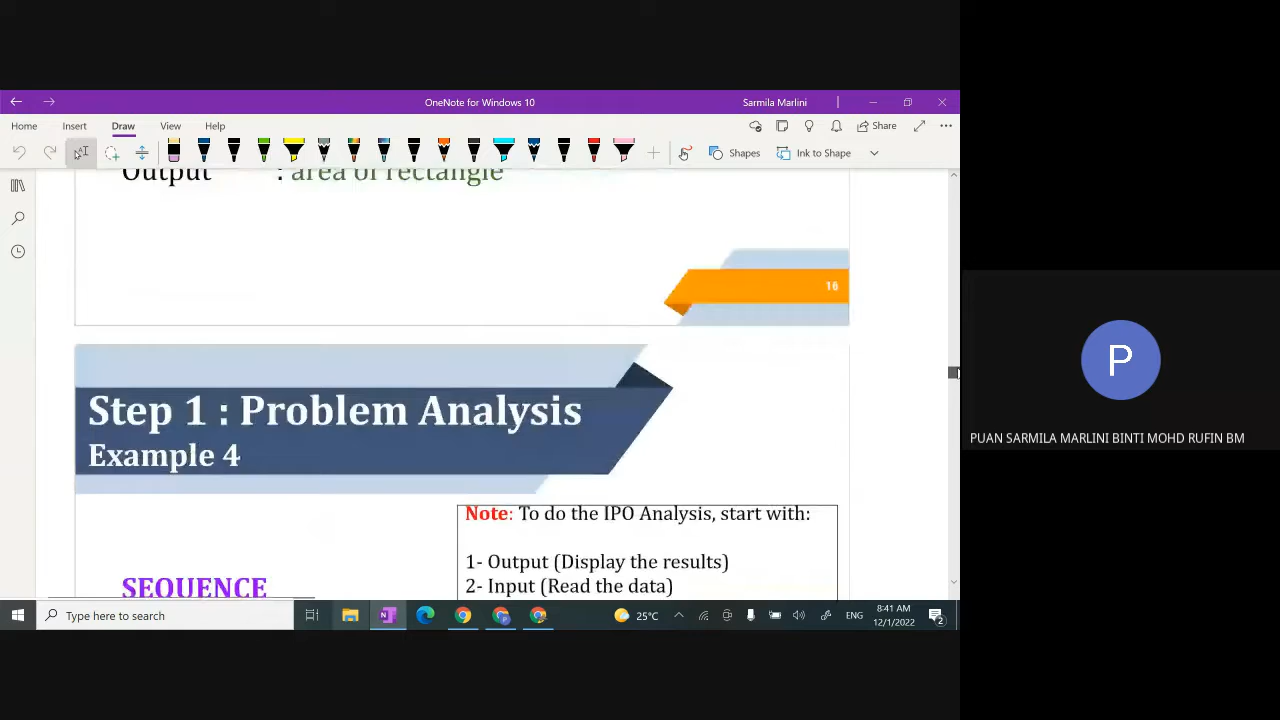 OneNote for Windows 10
Sarmila Marlini
Home
Insert
Draw
View
Help
Share
Shapes
Ink to Shape
Output : area of rectangle
16
Step 1 : Problem Analysis
Example 4
Note: To do the IPO Analysis, start with:
1- Output (Display the results)
2- Input (Read the data)
SEQUENCE
P
PUAN SARMILA MARLINI BINTI MOHD RUFIN BM
Type here to search
25°C
ENG
8:41 AM
12/1/2022
2